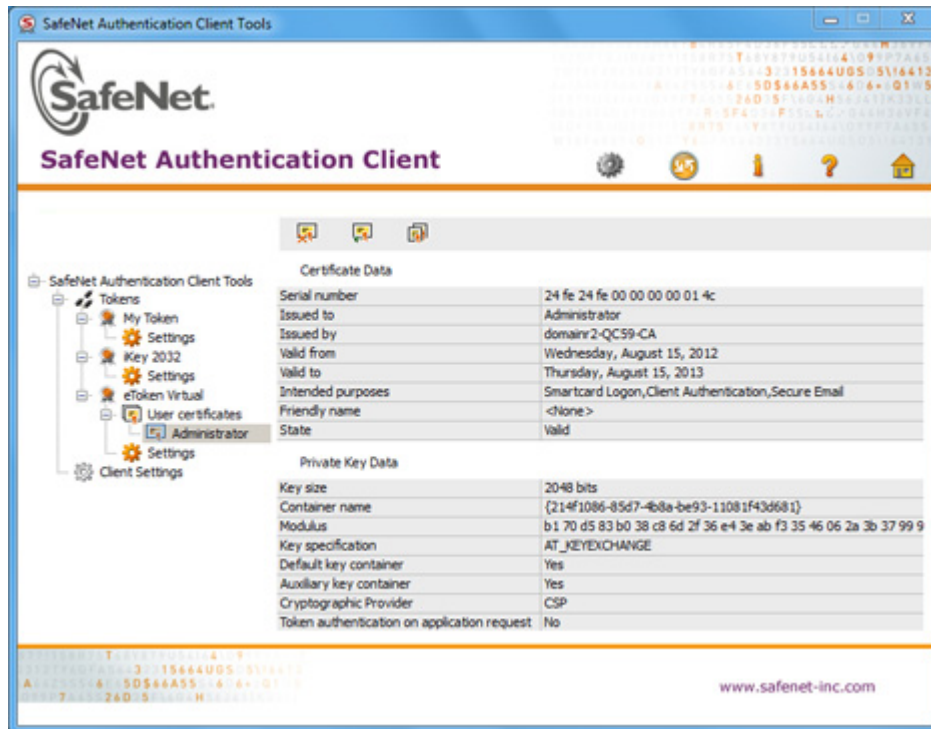 SafeNet Authentication Client Tools
SafeNet.
SafeNet Authentication Client
SafeNet Authentication Client Tools
Tokens
My Token
Settings
iKey 2032
Settings
eToken Virtual
User certificates
Administrator
Settings
Client Settings
Certificate Data
Serial number 24 fe 24 fe 00 00 00 00 01 4c
Issued to Administrator
Issued by domainr2-QC59-CA
Valid from Wednesday, August 15, 2012
Valid to Thursday, August 15, 2013
Intended purposes Smartcard Logon,Client Authentication,Secure Email
Friendly name <None>
State Valid
Private Key Data
Key size 2048 bits
Container name {214f1086-85d7-4b8a-be93-11081f43d681}
Modulus b1 70 d5 83 b0 38 c8 6d 2f 36 e4 3e ab f3 35 46 06 2a 3b 37 99 9
Key specification AT_KEYEXCHANGE
Default key container Yes
Auxiliary key container Yes
Cryptographic Provider CSP
Token authentication on application request No
www.safenet-inc.com